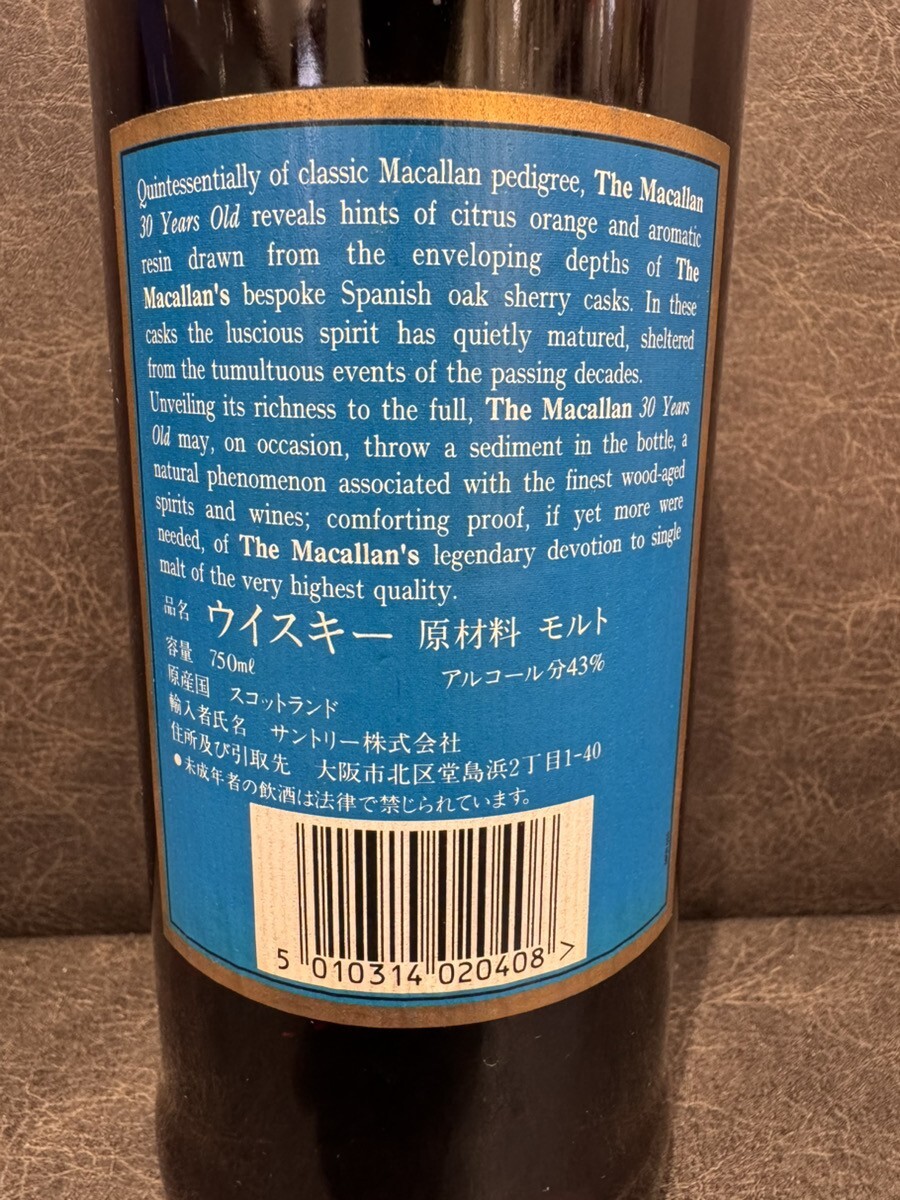 Quintessentially of classic Macallan pedigree, The Macallan
30 Years Old reveals hints of citrus orange and aromatic
resin drawn from the enveloping depths of The
Macallan's bespoke Spanish oak sherry casks. In these
casks the luscious spirit has quietly matured, sheltered
from the tumultuous events of the passing decades.
Unveiling its richness to the full, The Macallan 30 Years
Old may, on occasion, throw a sediment in the bottle, a
natural phenomenon associated with the finest wood-aged
spirits and wines; comforting proof, if yet more were
needed, of The Macallan's legendary devotion to single
malt of the very highest quality.
品名 ウイスキー 原材料 モルト
容量 750mℓ アルコール分43%
原産国 スコットランド
輸入者氏名 サントリー株式会社
住所及び引取先 大阪市北区堂島浜2丁目1-40
●未成年者の飲酒は法律で禁じられています。
5 010314 020408 >